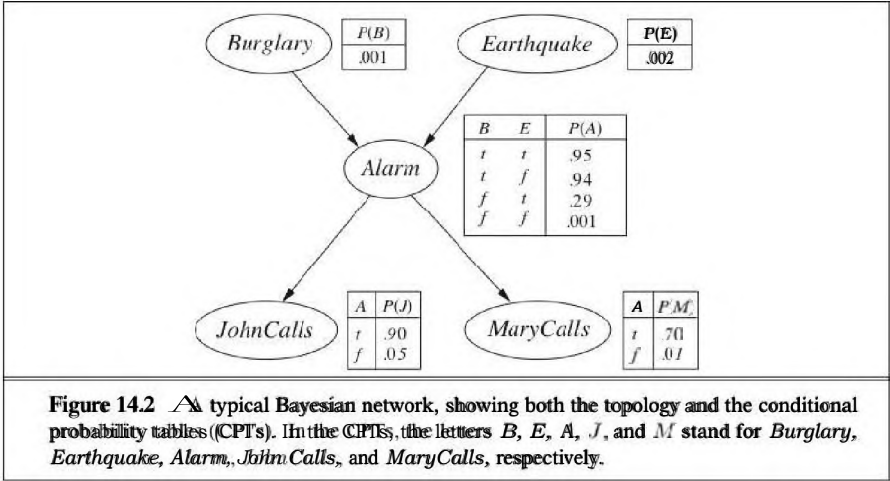 Burglary
P(B)
.001
Earthquake
P(E)
.002
Alarm
B E P(A)
t t .95
t f .94
f t .29
f f .001
JohnCalls
A P(J)
t .90
f .05
MaryCalls
A P(M)
t .70
f .01
Figure 14.2 A typical Bayesian network, showing both the topology and the conditional
probability tables (CPTs). In the CPTs, the letters B, E, A, J, and M stand for Burglary,
Earthquake, Alarm, JohnCalls, and MaryCalls, respectively.